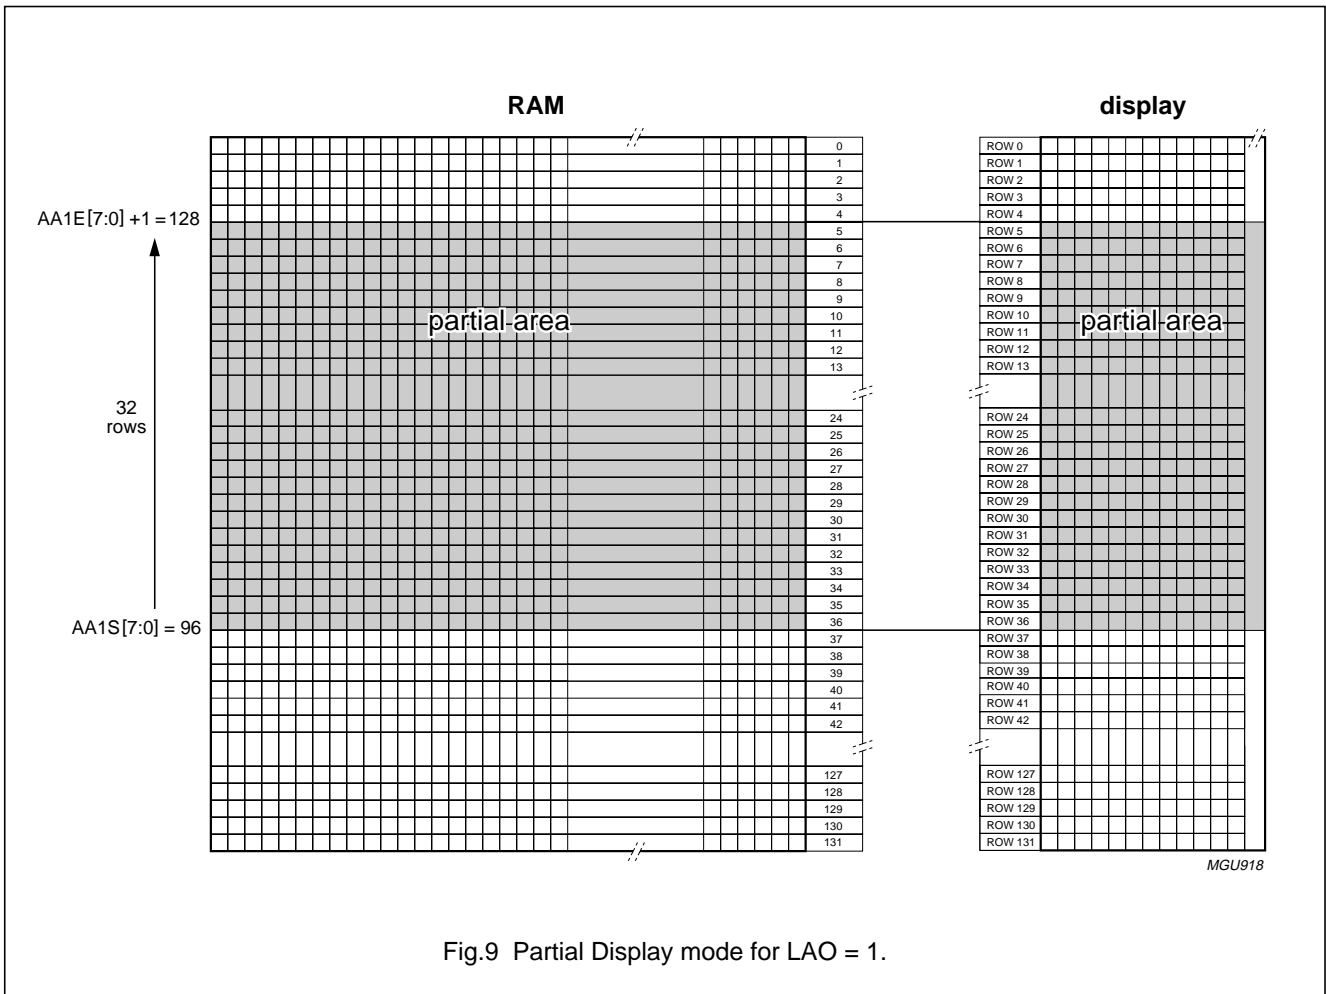 RAM
display
0
ROW 0
1
ROW 1
2
ROW 2
3
ROW 3
AA1E[7:0] +1 = 128
4
ROW 4
5
ROW 5
6
ROW 6
7
ROW 7
8
ROW 8
9
ROW 9
partial area
10
ROW 10
partial area
11
ROW 11
12
ROW 12
13
ROW 13
32
rows
24
ROW 24
25
ROW 25
26
ROW 26
27
ROW 27
28
ROW 28
29
ROW 29
30
ROW 30
31
ROW 31
32
ROW 32
33
ROW 33
34
ROW 34
35
ROW 35
AA1S[7:0] = 96
36
ROW 36
37
ROW 37
38
ROW 38
39
ROW 39
40
ROW 40
41
ROW 41
42
ROW 42
127
ROW 127
128
ROW 128
129
ROW 129
130
ROW 130
131
ROW 131
MGU918
Fig.9 Partial Display mode for LAO = 1.